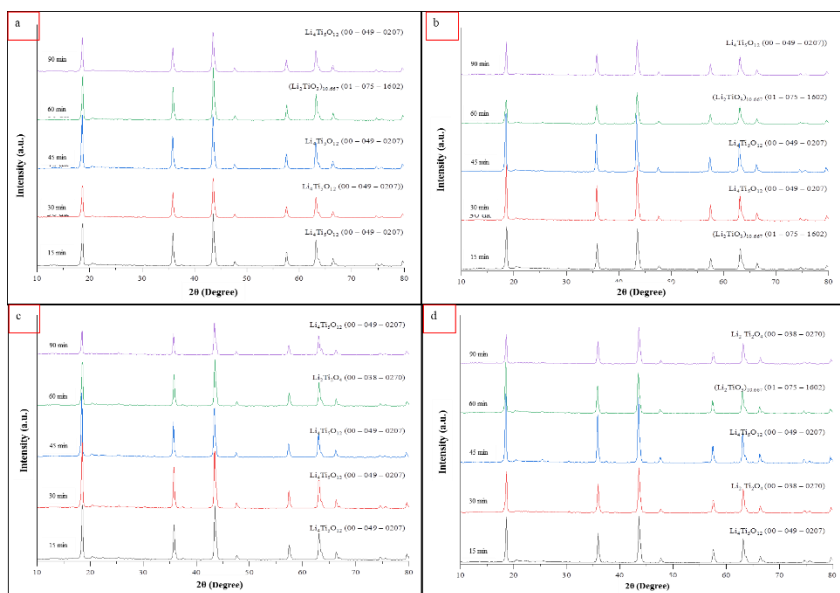 a
Intensity (a.u.)
90 min
Li₄Ti₅O₁₂ (00-049-0207)
60 min
(Li₂TiO₃)₁₀.₆₆₇ (01-075-1602)
45 min
Li₄Ti₅O₁₂ (00-049-0207)
30 min
Li₄Ti₅O₁₂ (00-049-0207))
15 min
Li₄Ti₅O₁₂ (00-049-0207)
10 20 30 40 50 60 70 80
2θ (Degree)
b
Intensity (a.u.)
90 min
Li₄Ti₅O₁₂ (00-049-0207))
60 min
(Li₂TiO₃)₁₀.₆₆₇ (01-075-1602)
45 min
Li₄Ti₅O₁₂ (00-049-0207)
30 min
Li₄Ti₅O₁₂ (00-049-0207)
15 min
(Li₂TiO₃)₁₀.₆₆₇ (01-075-1602)
10 20 30 40 50 60 70 80
2θ (Degree)
c
Intensity (a.u.)
90 min
Li₄Ti₅O₁₂ (00-049-0207)
60 min
(00-038-0270)
45 min
Li₄Ti₅O₁₂ (00-049-0207)
30 min
Li₄Ti₅O₁₂ (00-049-0207)
15 min
Li₄Ti₅O₁₂ (00-049-0207)
10 20 30 40 50 60 70 80
2θ (Degree)
d
Intensity (a.u.)
90 min
(00-038-0270)
60 min
(Li₂TiO₃)₁₀.₆₆₇ (01-075-1602)
45 min
Li₄Ti₅O₁₂ (00-049-0207)
30 min
(00-038-0270)
15 min
Li₄Ti₅O₁₂ (00-049-0207)
10 20 30 40 50 60 70 80
2θ (Degree)